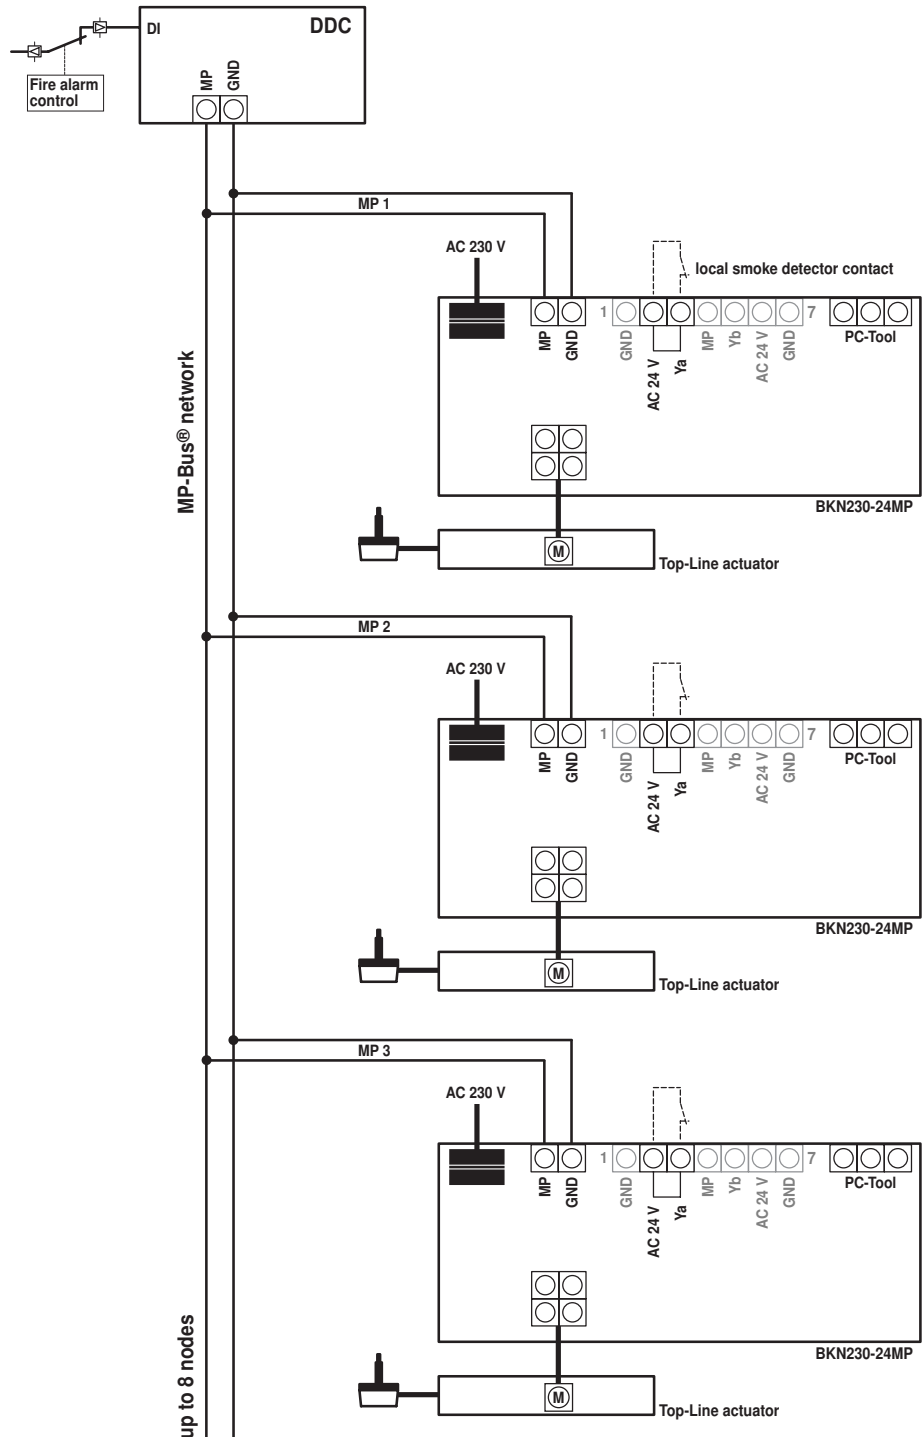 DI
DDC
MP
GND
Fire alarm
control
MP 1
AC 230 V
local smoke detector contact
1
7
MP
GND
GND
AC 24 V
Ya
MP
Yb
AC 24 V
GND
PC-Tool
BKN230-24MP
M
Top-Line actuator
MP-Bus® network
MP 2
AC 230 V
1
7
MP
GND
GND
AC 24 V
Ya
MP
Yb
AC 24 V
GND
PC-Tool
BKN230-24MP
M
Top-Line actuator
MP 3
AC 230 V
1
7
MP
GND
GND
AC 24 V
Ya
MP
Yb
AC 24 V
GND
PC-Tool
BKN230-24MP
M
Top-Line actuator
up to 8 nodes